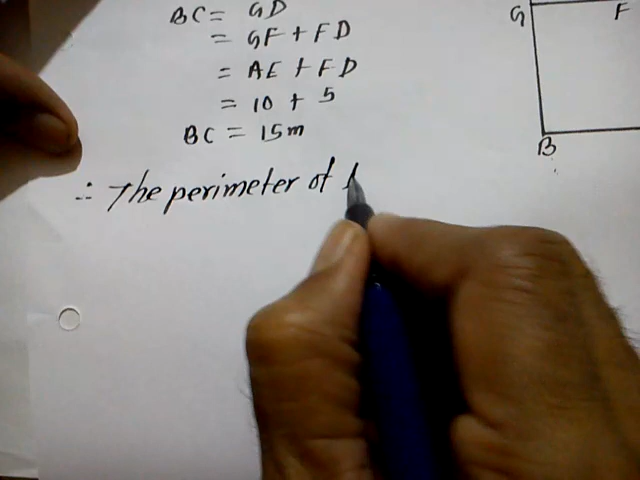 BC = GD
= GF + FD
= AE + FD
= 10 + 5
BC = 15m
∴ The perimeter of
G
F
B